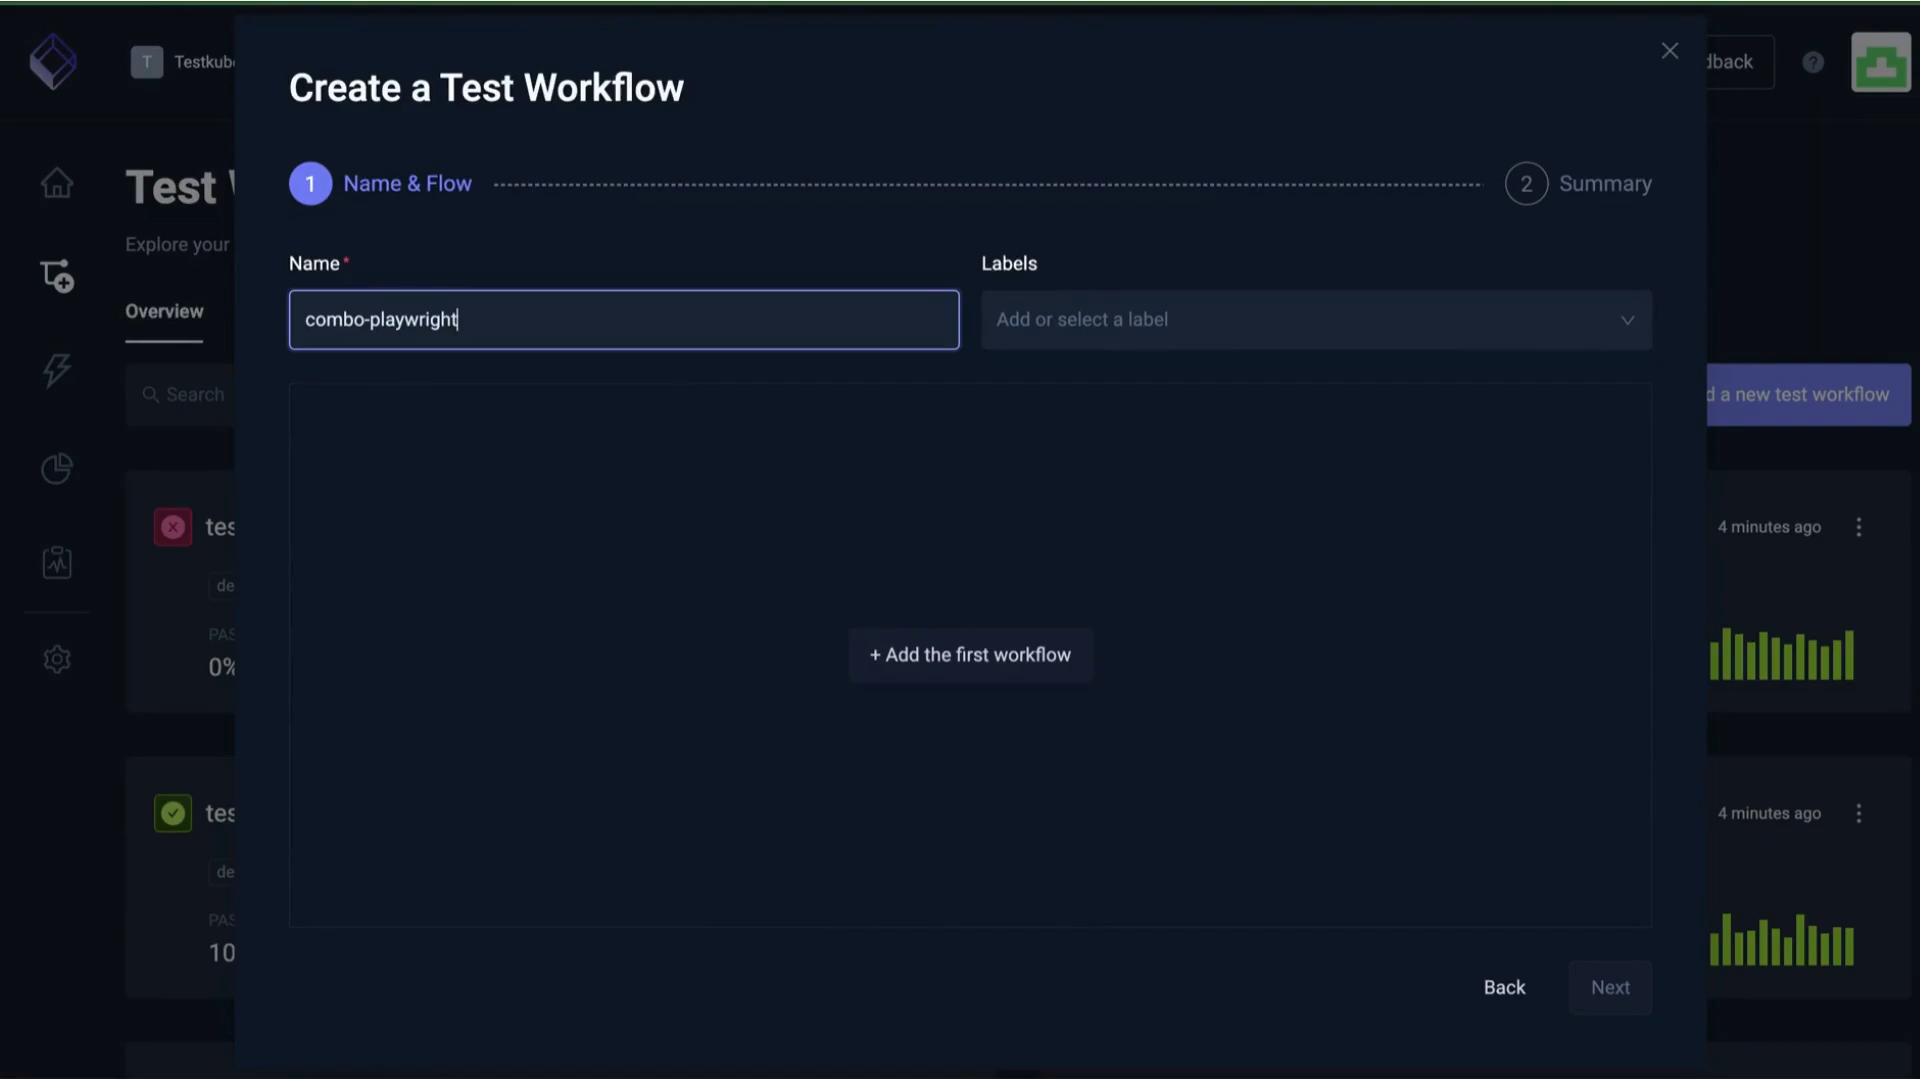 T Testkube
dback
?
Create a Test Workflow
1 Name & Flow
2 Summary
Test W
Explore your
Name*
Labels
Overview
combo-playwright
Add or select a label
Search
d a new test workflow
tes
4 minutes ago
de
PAS
0%
+ Add the first workflow
tes
4 minutes ago
de
PAS
10
Back
Next